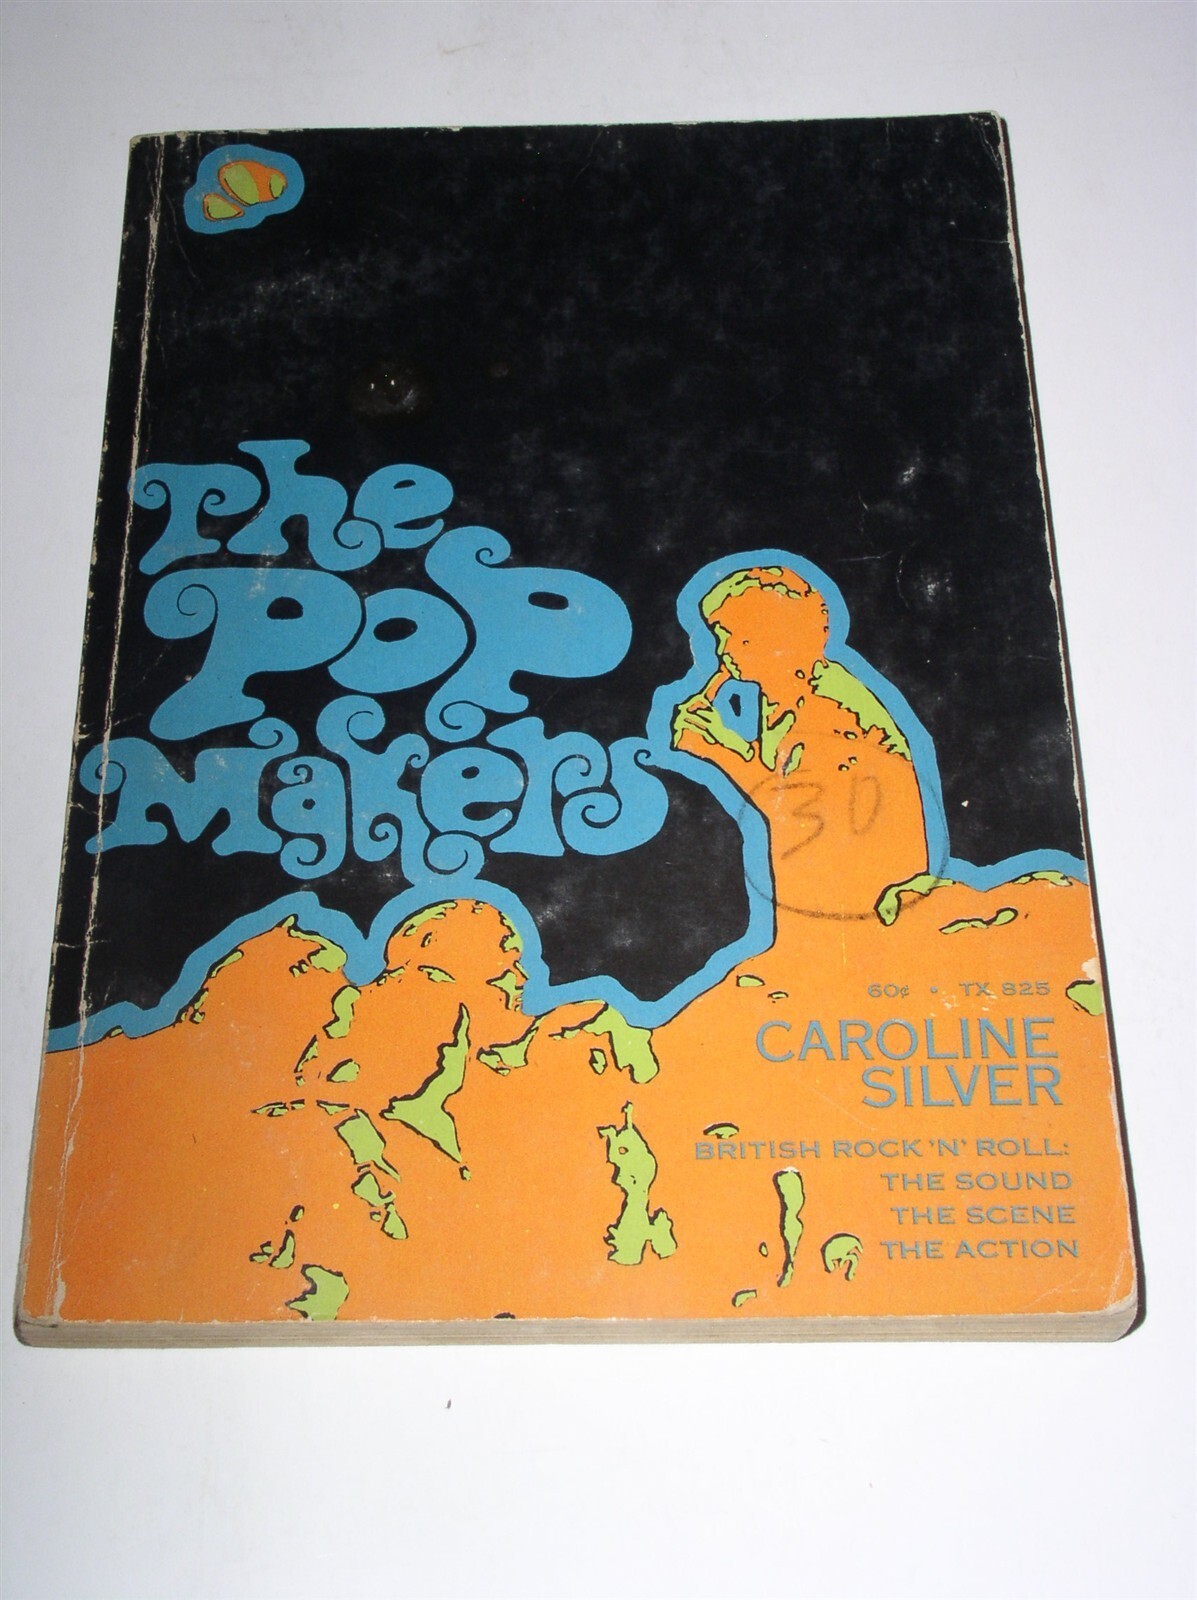 The
Pop
Makers
30
60¢ • TX 825
CAROLINE
SILVER
BRITISH ROCK 'N' ROLL:
THE SOUND
THE SCENE
THE ACTION